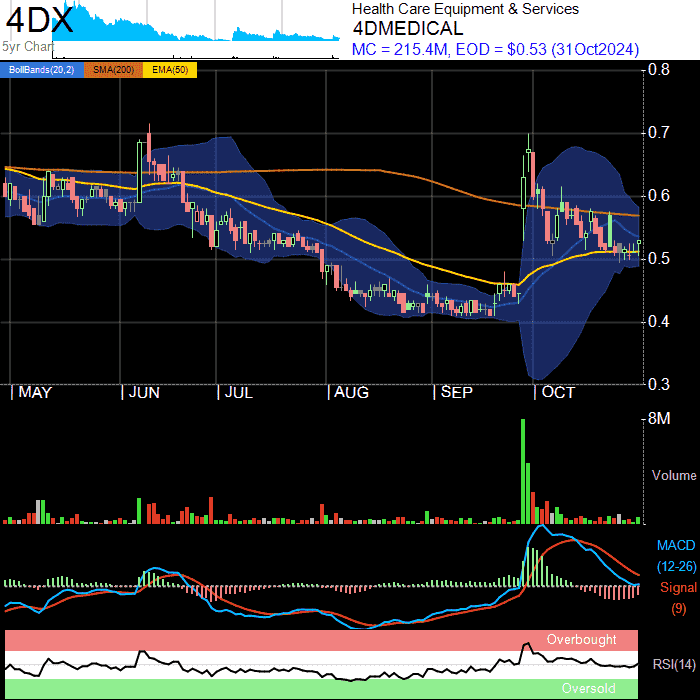 4DX
5yr Chart
Health Care Equipment & Services
4DMEDICAL
MC = 215.4M, EOD = $0.53 (31Oct2024)
BollBands(20,2) SMA(200) EMA(50)
0.8
0.7
0.6
0.5
0.4
0.3
MAY JUN JUL AUG SEP OCT
8M
Volume
MACD
(12-26)
Signal
(9)
Overbought
RSI(14)
Oversold